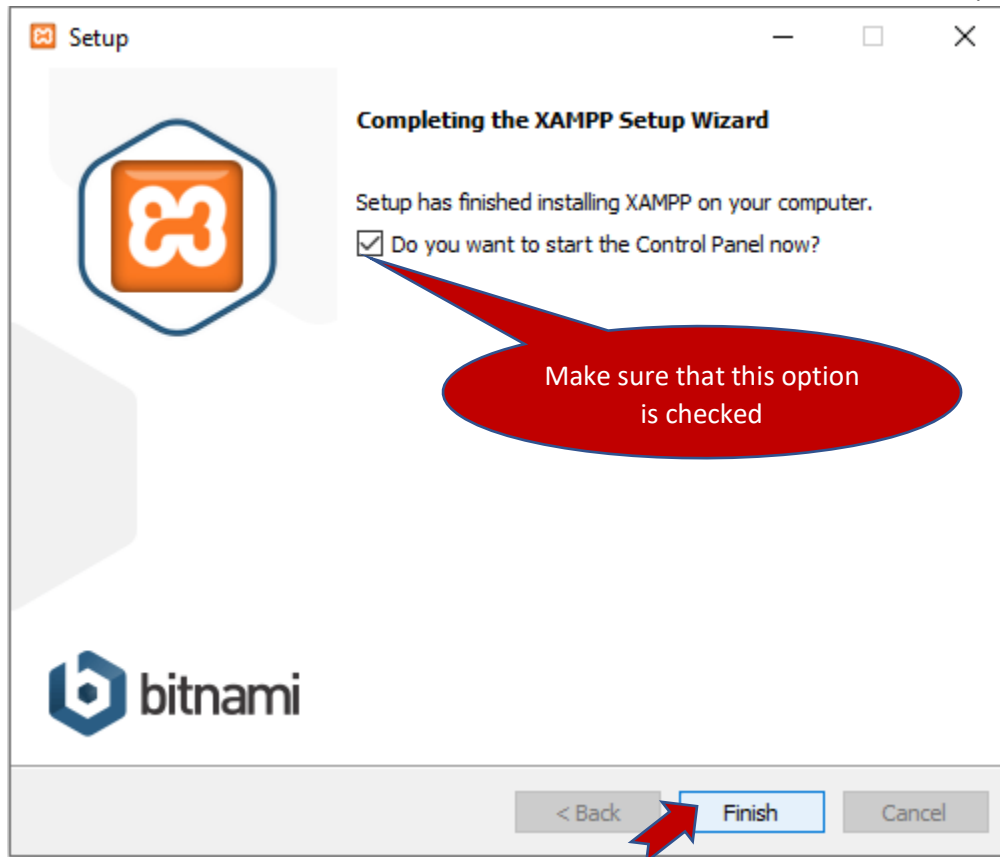 Setup
Completing the XAMPP Setup Wizard
Setup has finished installing XAMPP on your computer.
Do you want to start the Control Panel now?
Make sure that this option
is checked
bitnami
< Back Finish Cancel